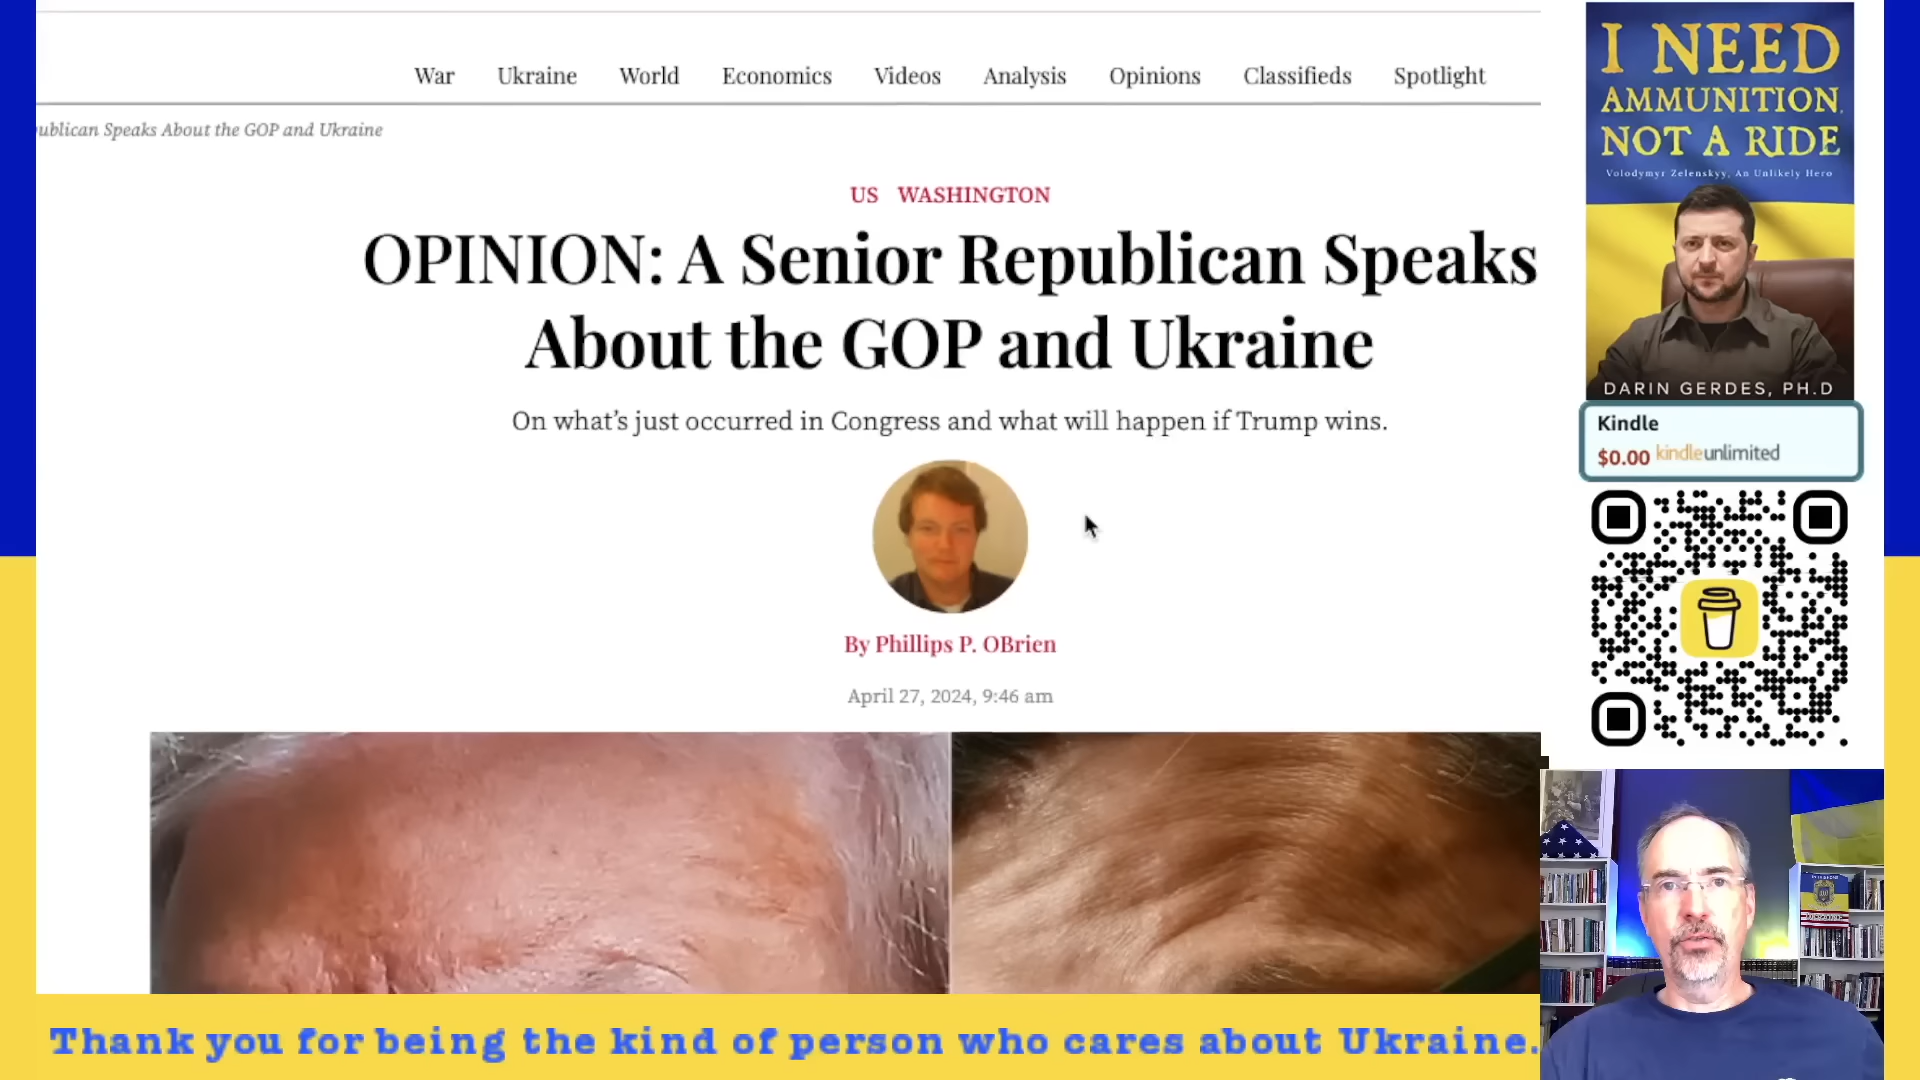 War Ukraine World Economics Videos Analysis Opinions Classifieds Spotlight
ublican Speaks About the GOP and Ukraine
US WASHINGTON
OPINION: A Senior Republican Speaks
About the GOP and Ukraine
On what's just occurred in Congress and what will happen if Trump wins.
By Phillips P. OBrien
April 27, 2024, 9:46 am
I NEED
AMMUNITION,
NOT A RIDE
Volodymyr Zelenskyy, An Unlikely Hero
DARIN GERDES, PH.D
Kindle
$0.00 kindleunlimited
Thank you for being the kind of person who cares about Ukraine.